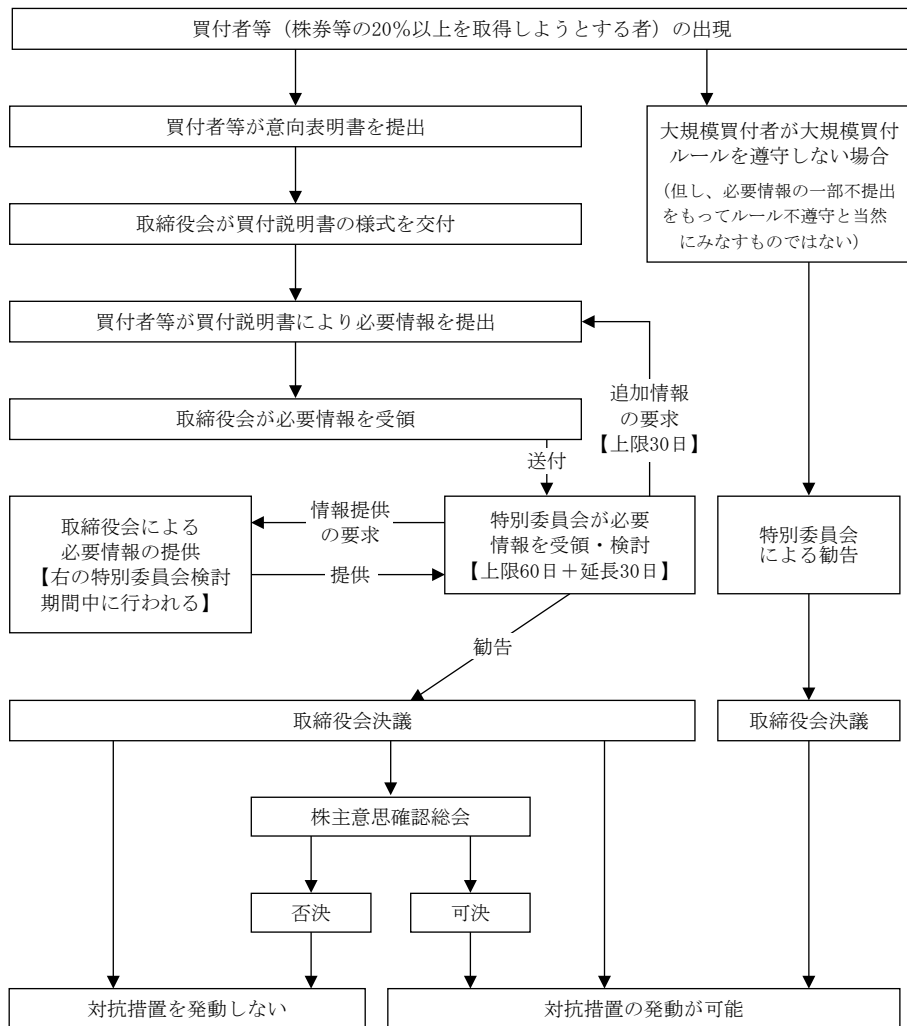 買付者等（株券等の20％以上を取得しようとする者）の出現
買付者等が意向表明書を提出
大規模買付者が大規模買付
ルールを遵守しない場合
（但し、必要情報の一部不提出
をもってルール不遵守と当然
にみなすものではない）
取締役会が買付説明書の様式を交付
買付者等が買付説明書により必要情報を提出
追加情報
の要求
【上限30日】
取締役会が必要情報を受領
送付
取締役会による
必要情報の提供
【右の特別委員会検討
期間中に行われる】
情報提供
の要求
提供
特別委員会が必要
情報を受領・検討
【上限60日＋延長30日】
特別委員会
による勧告
勧告
取締役会決議
取締役会決議
株主意思確認総会
否決
可決
対抗措置を発動しない
対抗措置の発動が可能